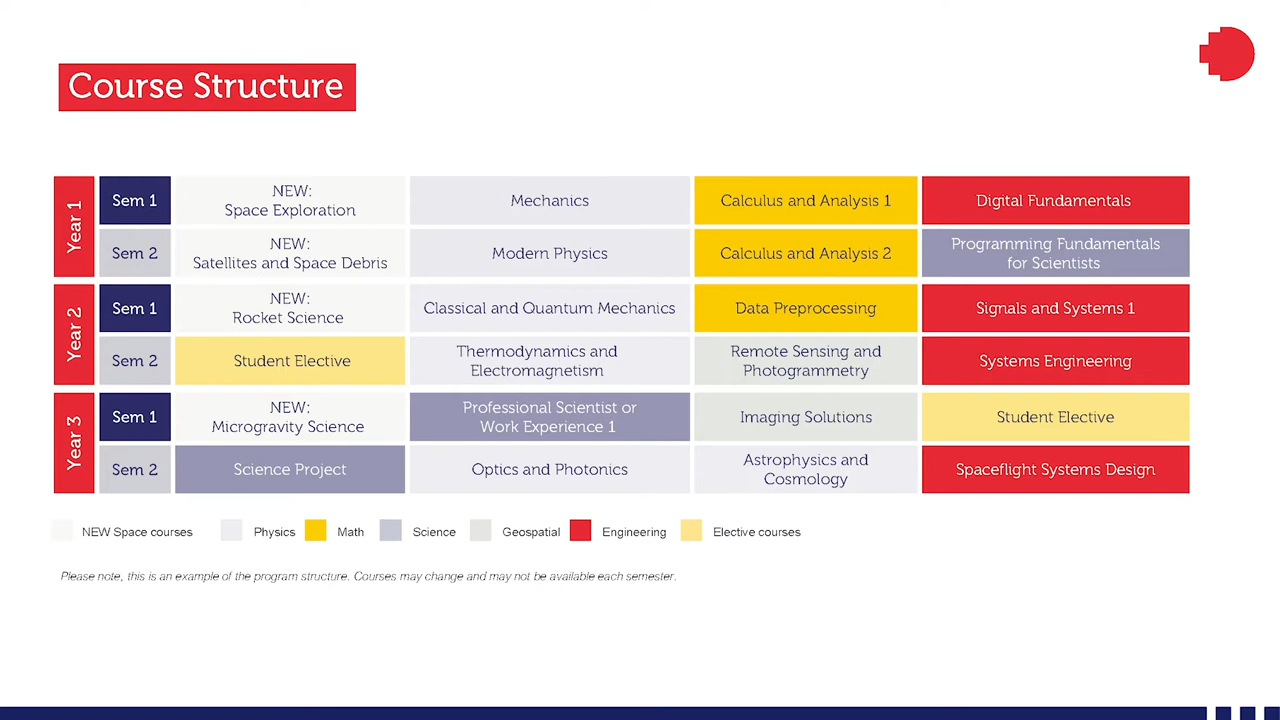 Course Structure
Year 1
Sem 1
NEW:
Space Exploration
Mechanics
Calculus and Analysis 1
Digital Fundamentals
Sem 2
NEW:
Satellites and Space Debris
Modern Physics
Calculus and Analysis 2
Programming Fundamentals
for Scientists
Year 2
Sem 1
NEW:
Rocket Science
Classical and Quantum Mechanics
Data Preprocessing
Signals and Systems 1
Sem 2
Student Elective
Thermodynamics and
Electromagnetism
Remote Sensing and
Photogrammetry
Systems Engineering
Year 3
Sem 1
NEW:
Microgravity Science
Professional Scientist or
Work Experience 1
Imaging Solutions
Student Elective
Sem 2
Science Project
Optics and Photonics
Astrophysics and
Cosmology
Spaceflight Systems Design
NEW Space courses
Physics
Math
Science
Geospatial
Engineering
Elective courses
Please note, this is an example of the program structure. Courses may change and may not be available each semester.